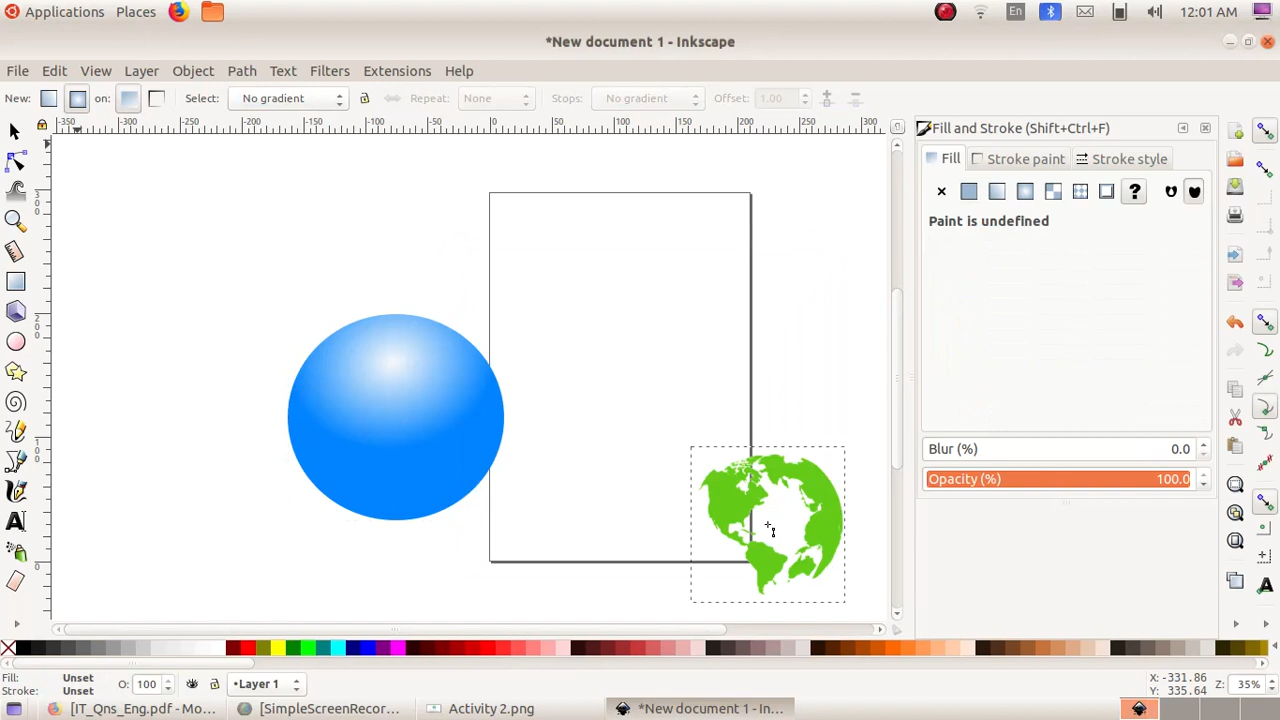 Applications Places En 12:01 AM
*New document 1 - Inkscape
File Edit View Layer Object Path Text Filters Extensions Help
New: on: Select: No gradient Repeat: None Stops: No gradient Offset: 1.00
-350 -300 -250 -200 -150 -100 -50 0 50 100 150 200 250 300
Fill and Stroke (Shift+Ctrl+F)
Fill Stroke paint Stroke style
Paint is undefined
300
200
100
0
Blur (%) 0.0
Opacity (%) 100.0
Fill: Unset
Stroke: Unset
O: 100
•Layer 1
X: -331.86
Y: 335.64
Z: 35%
[IT_Qns_Eng.pdf - Mo... [SimpleScreenRecor... Activity 2.png *New document 1 - In...